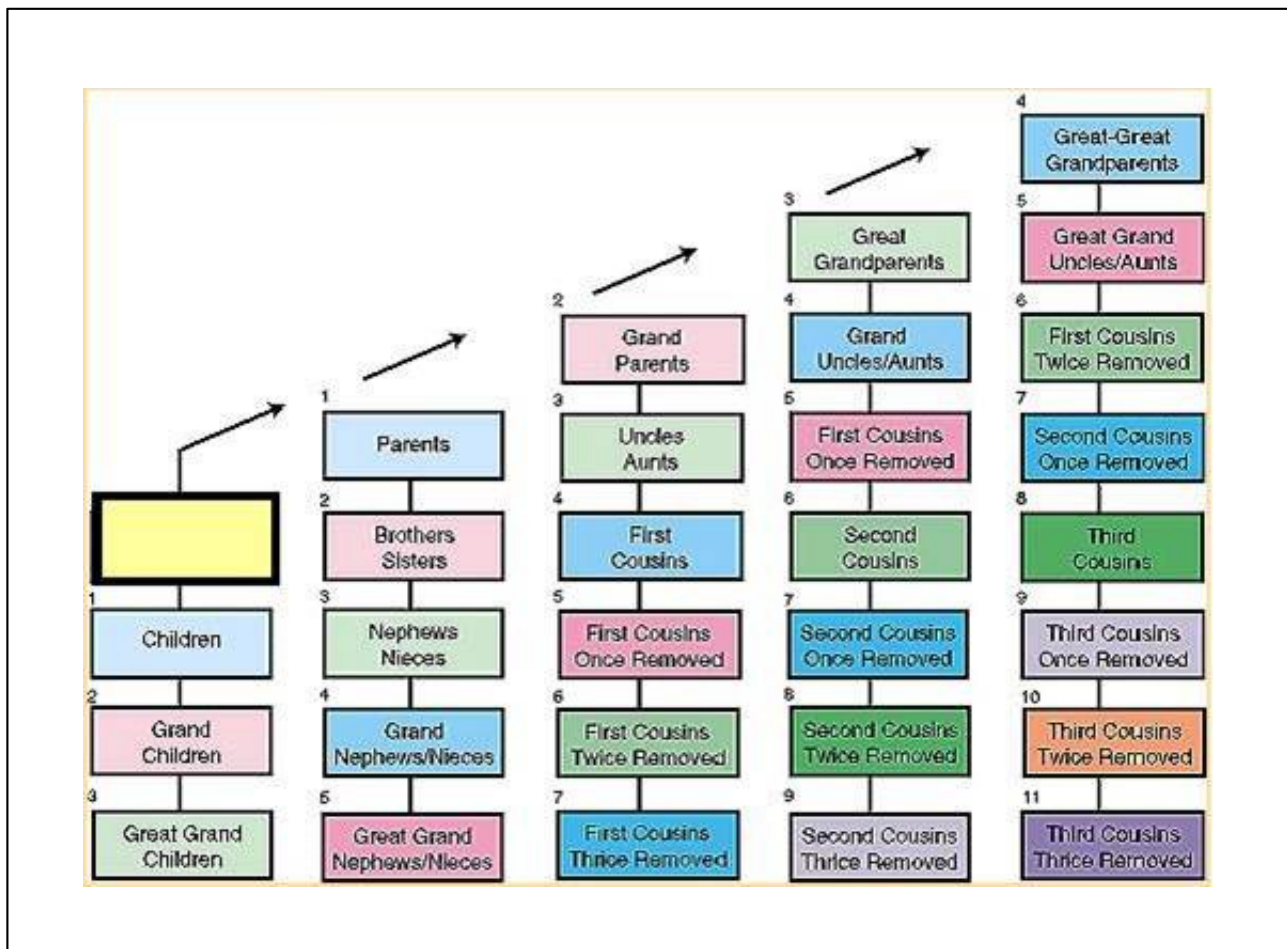 4
Great-Great
Grandparents
3
Great
Grandparents
5
Great Grand
Uncles/Aunts
2
Grand
Parents
4
Grand
Uncles/Aunts
6
First Cousins
Twice Removed
1
Parents
3
Uncles
Aunts
5
First Cousins
Once Removed
7
Second Cousins
Once Removed
2
Brothers
Sisters
4
First
Cousins
6
Second
Cousins
8
Third
Cousins
1
Children
3
Nephews
Nieces
5
First Cousins
Once Removed
7
Second Cousins
Once Removed
9
Third Cousins
Once Removed
2
Grand
Children
4
Grand
Nephews/Nieces
6
First Cousins
Twice Removed
8
Second Cousins
Twice Removed
10
Third Cousins
Twice Removed
3
Great Grand
Children
5
Great Grand
Nephews/Nieces
7
First Cousins
Thrice Removed
9
Second Cousins
Thrice Removed
11
Third Cousins
Thrice Removed